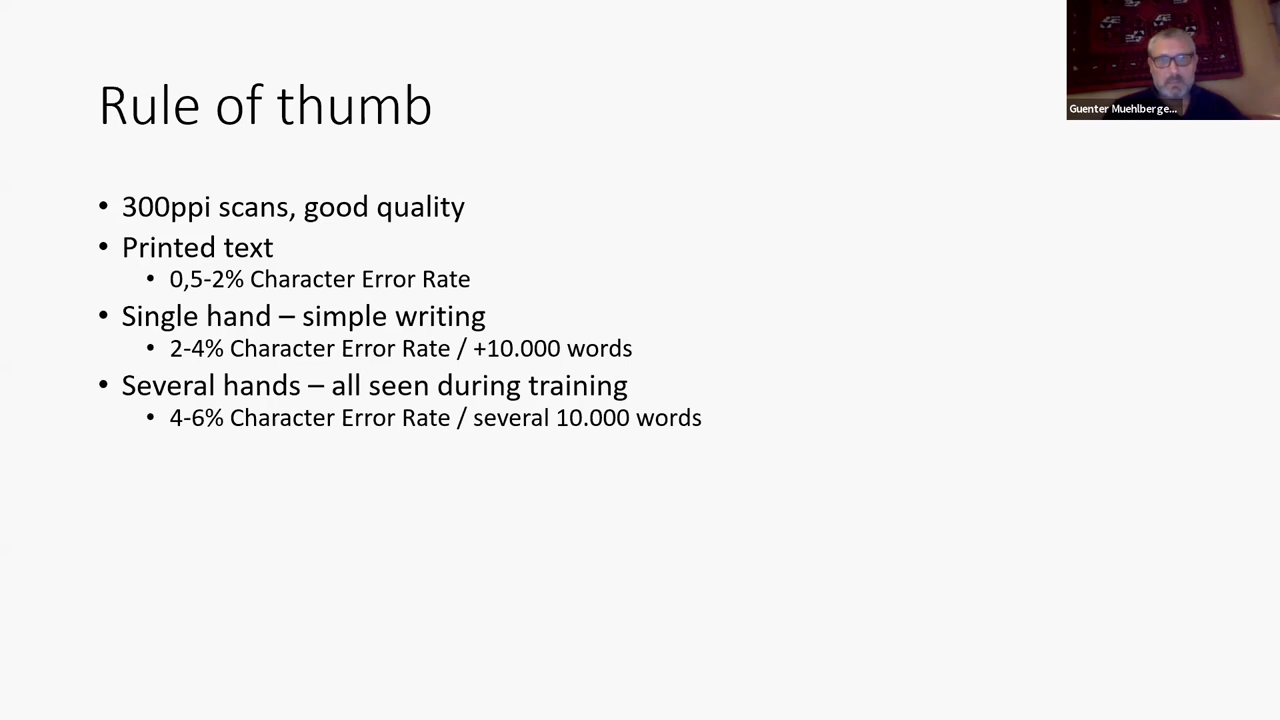 Rule of thumb
Guenter Muehlberge...
• 300ppi scans, good quality
• Printed text
• 0,5-2% Character Error Rate
• Single hand – simple writing
• 2-4% Character Error Rate / +10.000 words
• Several hands – all seen during training
• 4-6% Character Error Rate / several 10.000 words